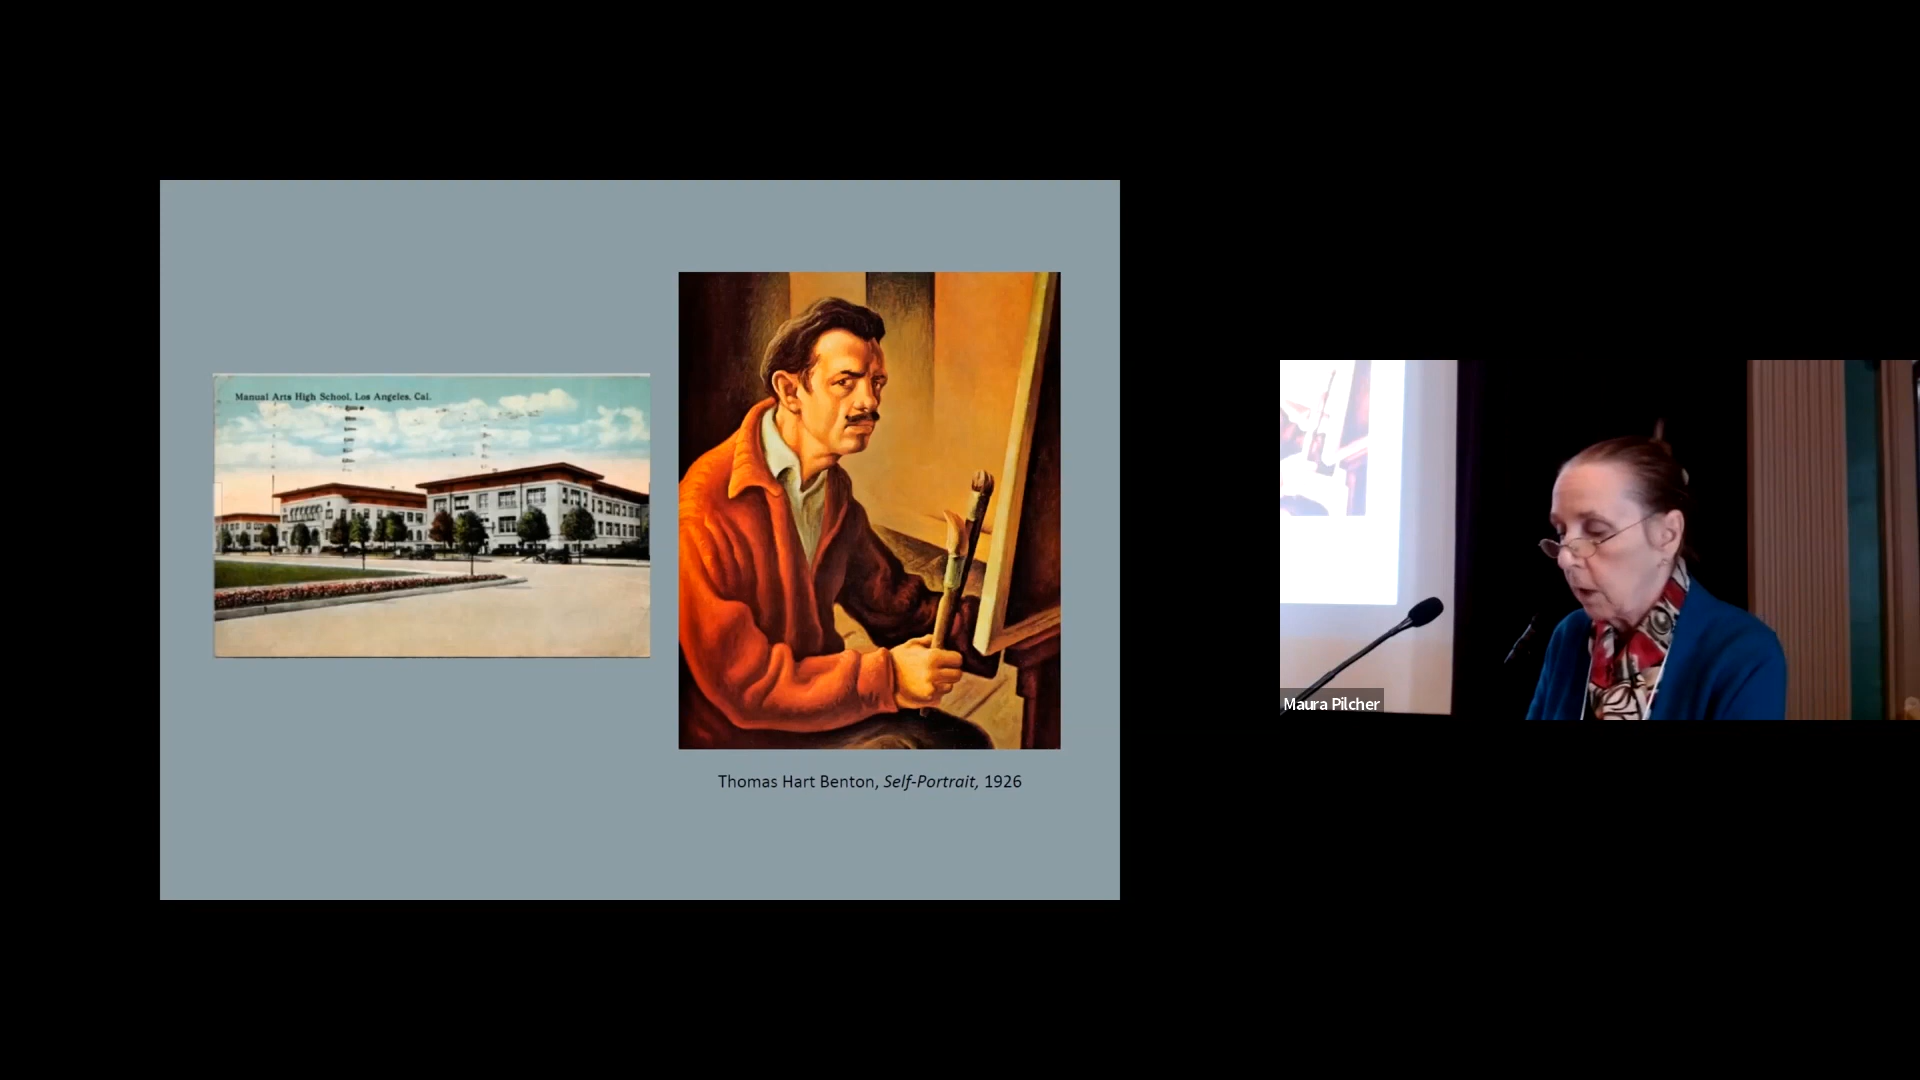 Manual Arts High School, Los Angeles, Cal.
Thomas Hart Benton, Self-Portrait, 1926
Maura Pilcher